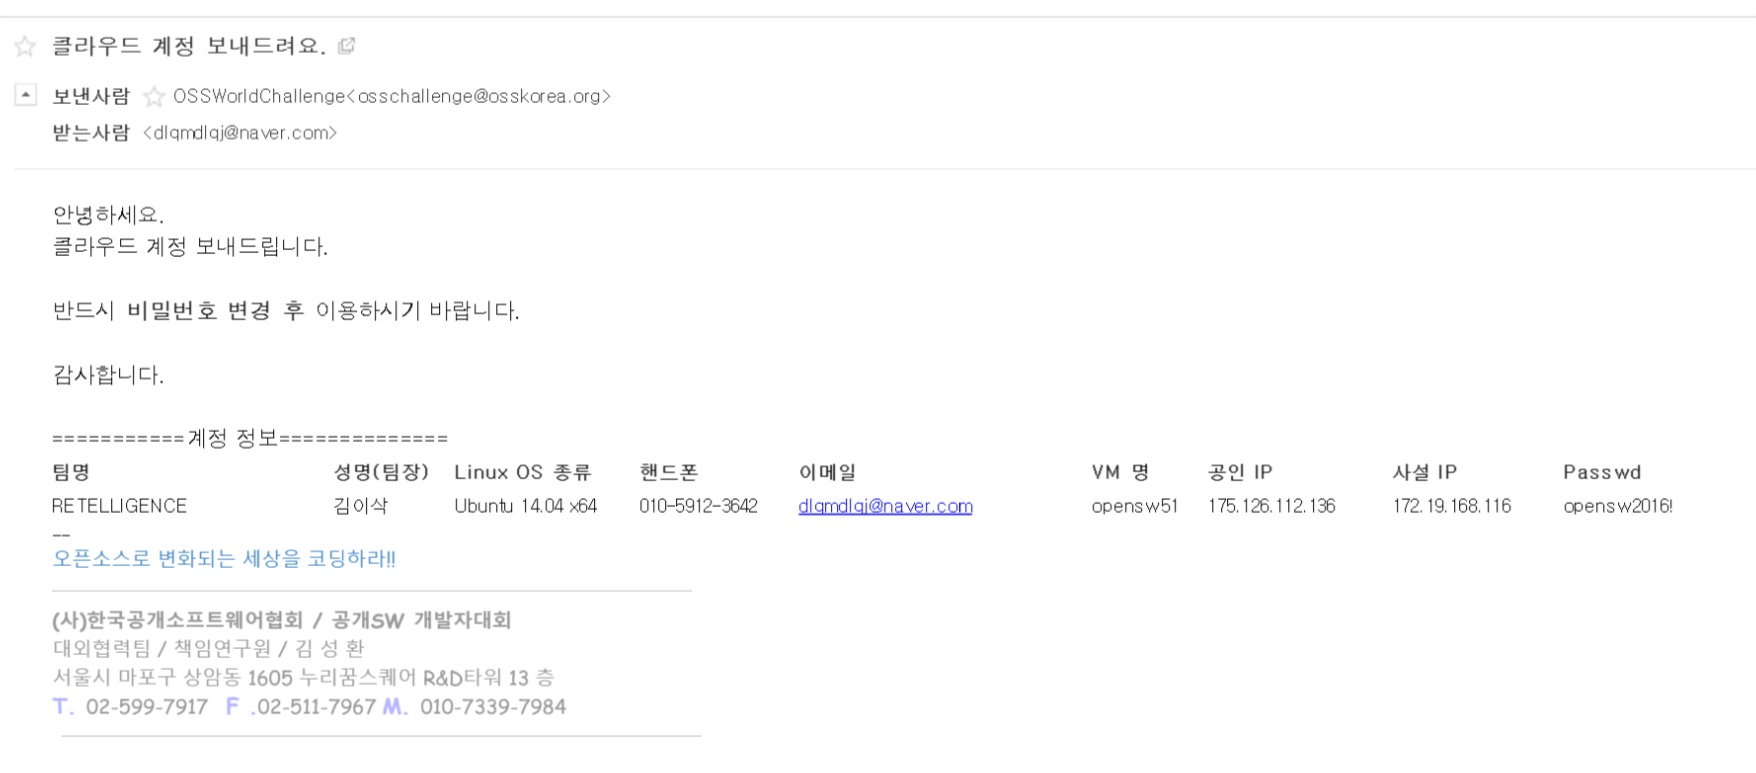 클라우드 계정 보내드려요.
보낸사람 OSSWorldChallenge<osschallenge@osskorea.org>
받는사람 <dlqmdlqj@naver.com>
안녕하세요.
클라우드 계정 보내드립니다.
반드시 비밀번호 변경 후 이용하시기 바랍니다.
감사합니다.
===========계정 정보==============
팀명 성명(팀장) Linux OS 종류 핸드폰 이메일 VM 명 공인 IP 사설 IP Passwd
RETELLIGENCE 김이삭 Ubuntu 14.04 x64 010-5912-3642 dlqmdlqj@naver.com opensw51 175.126.112.136 172.19.168.116 opensw2016!
--
오픈소스로 변화되는 세상을 코딩하라!!
(사)한국공개소프트웨어협회 / 공개SW 개발자대회
대외협력팀 / 책임연구원 / 김 성 환
서울시 마포구 상암동 1605 누리꿈스퀘어 R&D타워 13 층
T. 02-599-7917 F .02-511-7967 M. 010-7339-7984